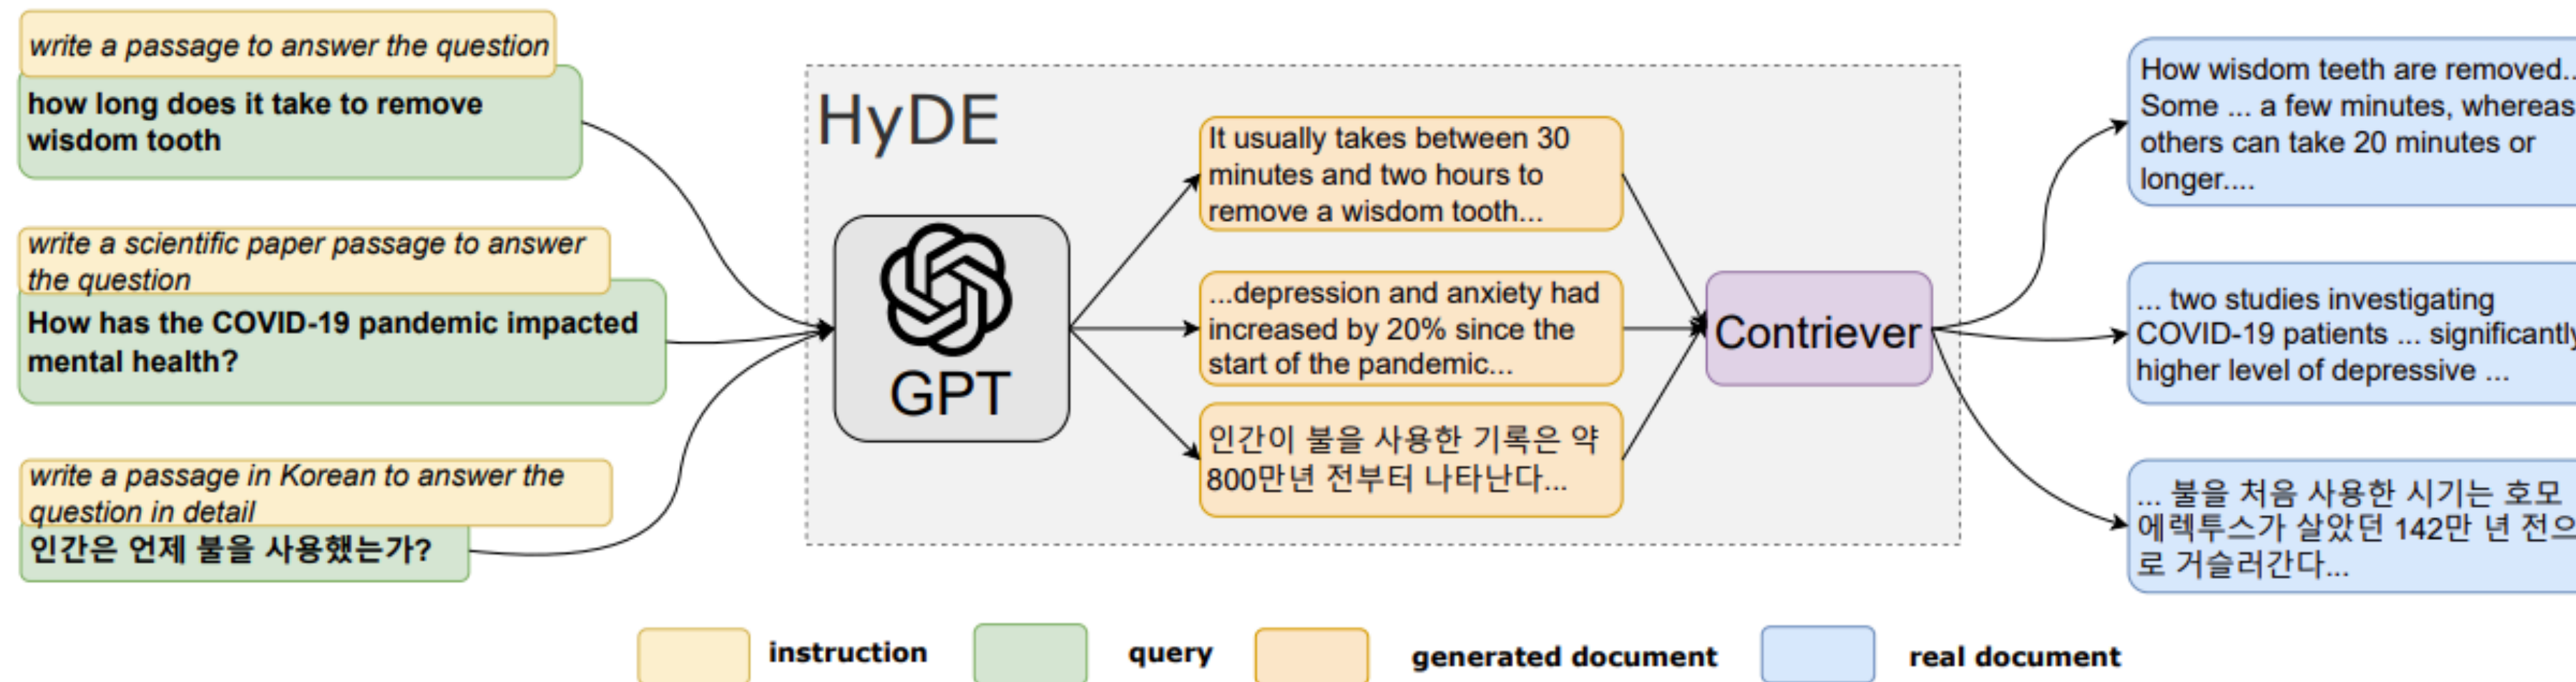 write a passage to answer the question
how long does it take to remove
wisdom tooth
write a scientific paper passage to answer
the question
How has the COVID-19 pandemic impacted
mental health?
write a passage in Korean to answer the
question in detail
인간은 언제 불을 사용했는가?
HyDE
GPT
It usually takes between 30
minutes and two hours to
remove a wisdom tooth...
...depression and anxiety had
increased by 20% since the
start of the pandemic...
인간이 불을 사용한 기록은 약
800만년 전부터 나타난다...
Contriever
How wisdom teeth are removed...
Some ... a few minutes, whereas
others can take 20 minutes or
longer....
... two studies investigating
COVID-19 patients ... significantly
higher level of depressive ...
... 불을 처음 사용한 시기는 호모
에렉투스가 살았던 142만 년 전으
로 거슬러간다...
instruction
query
generated document
real document